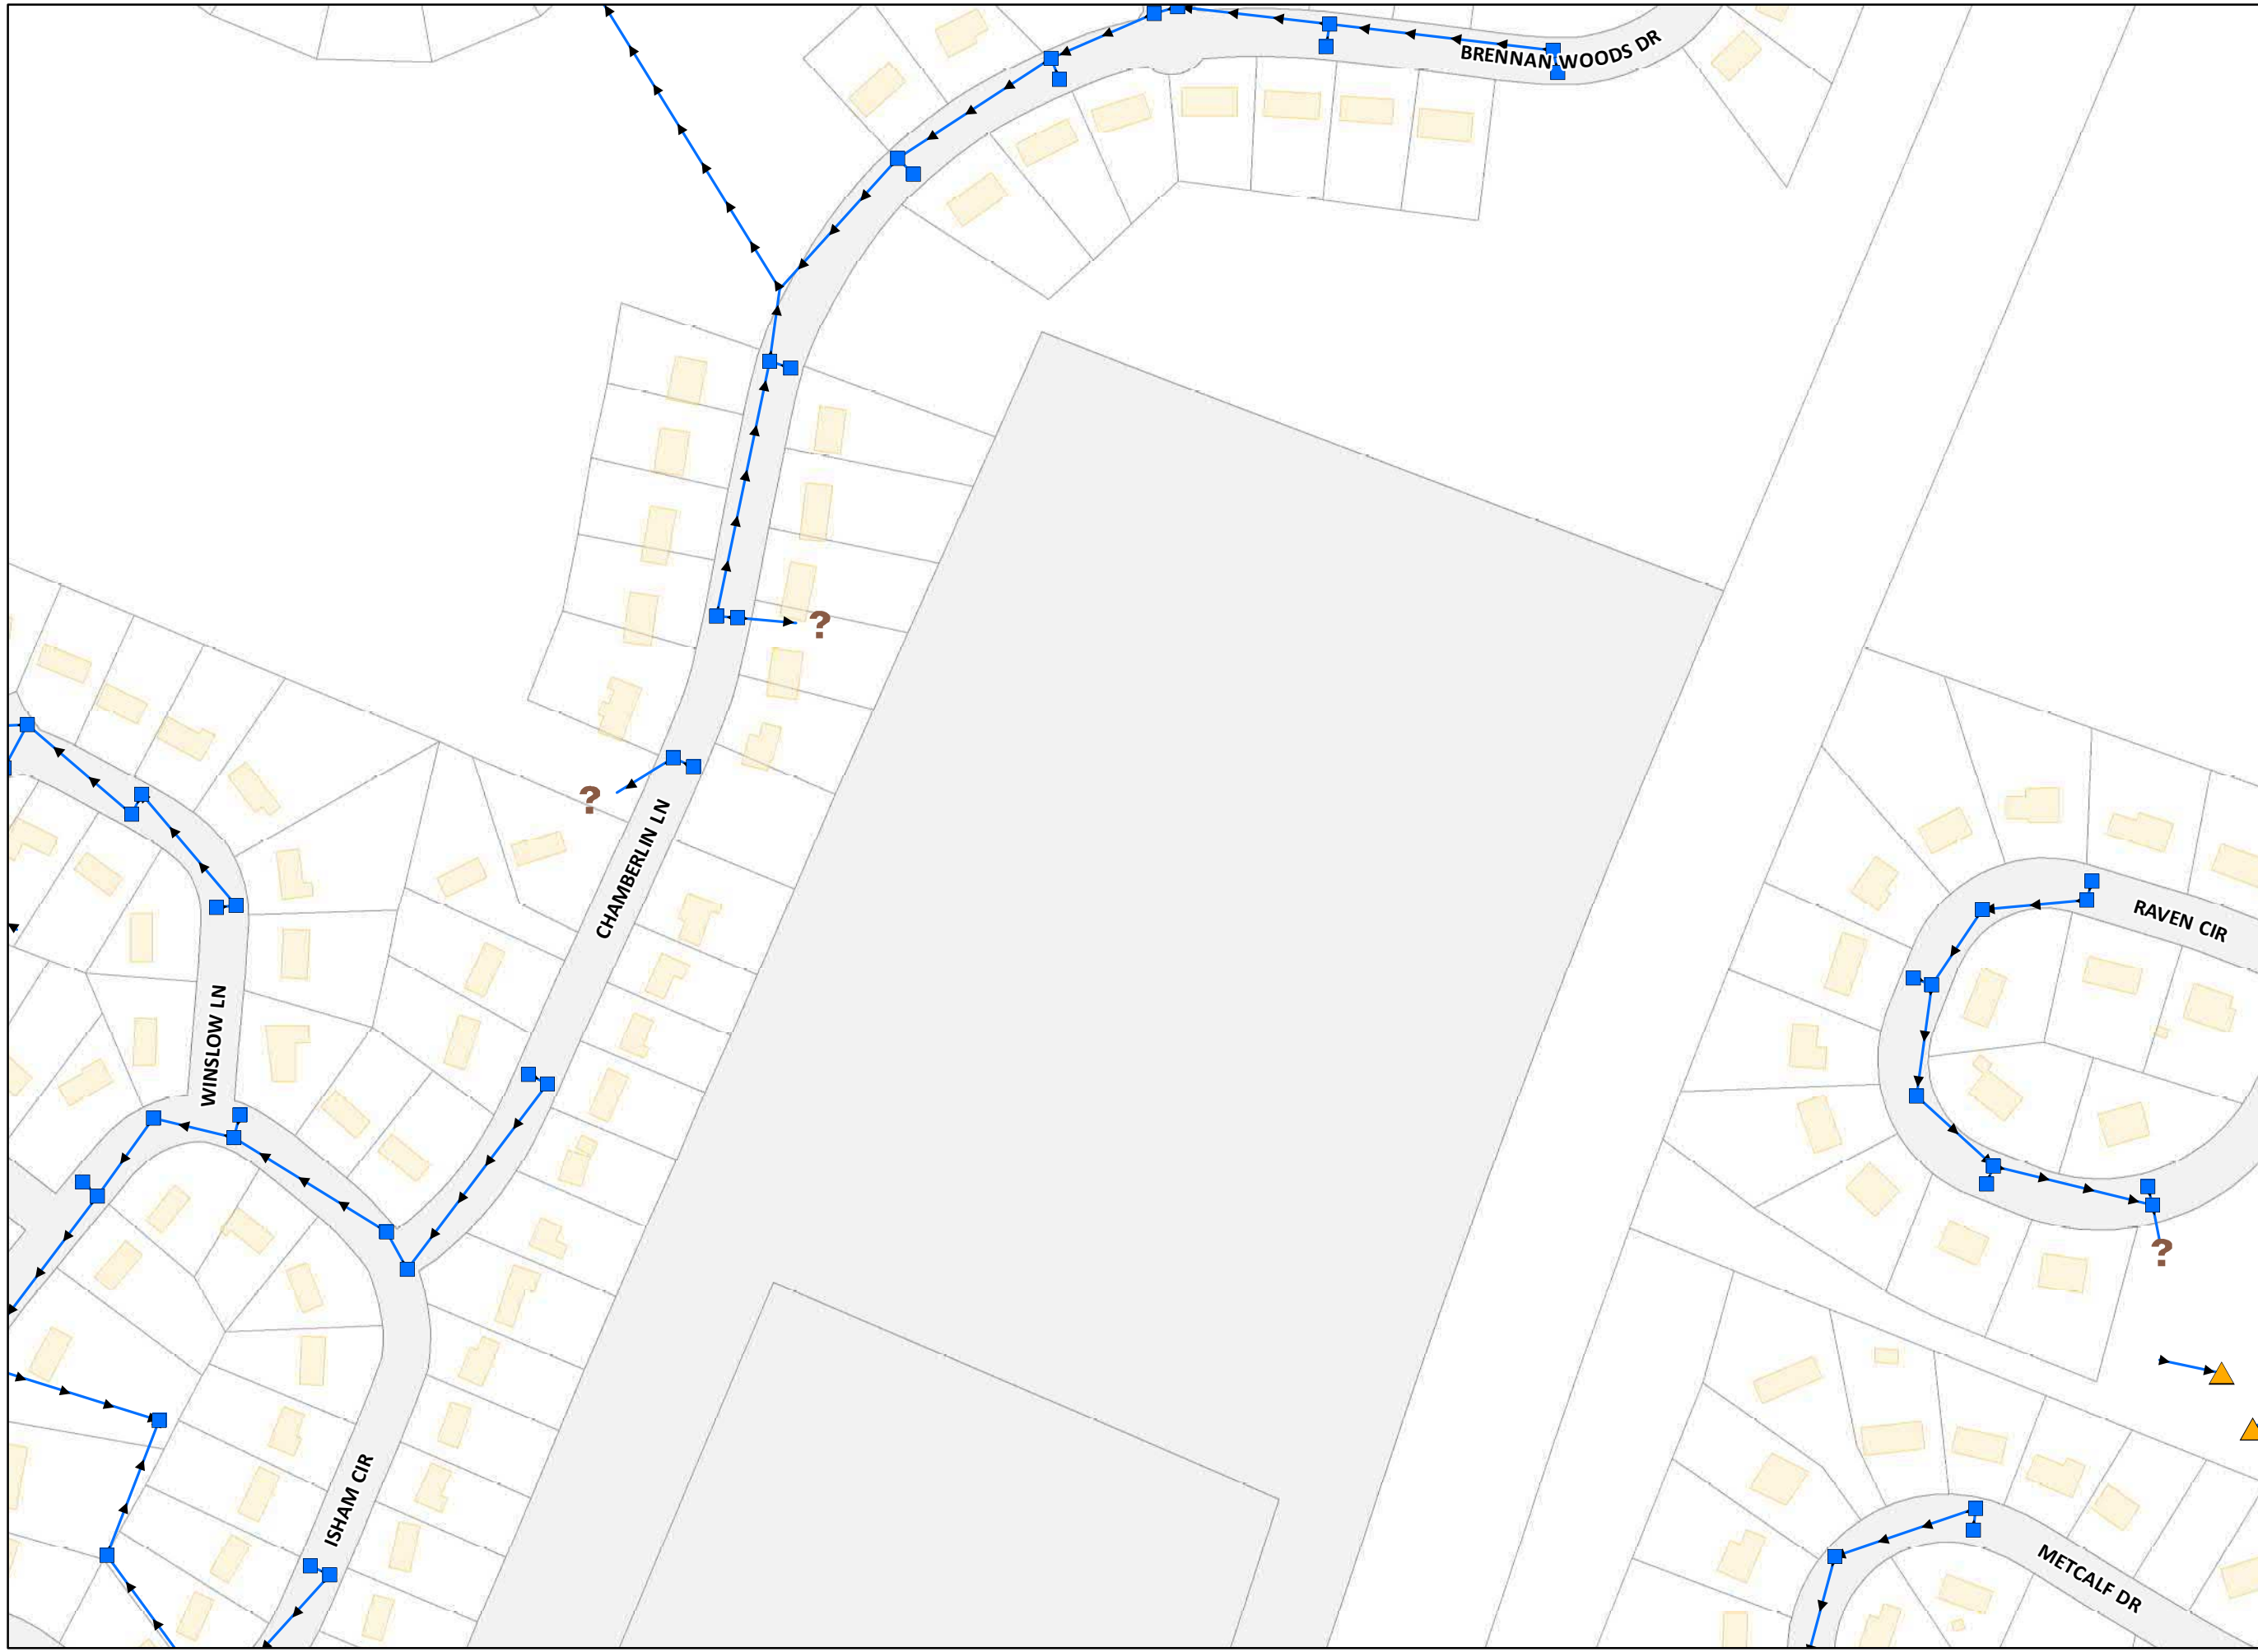 BRENNAN WOODS DR
?
?
CHAMBERLIN LN
RAVEN CIR
WINSLOW LN
?
ISHAM CIR
METCALF DR